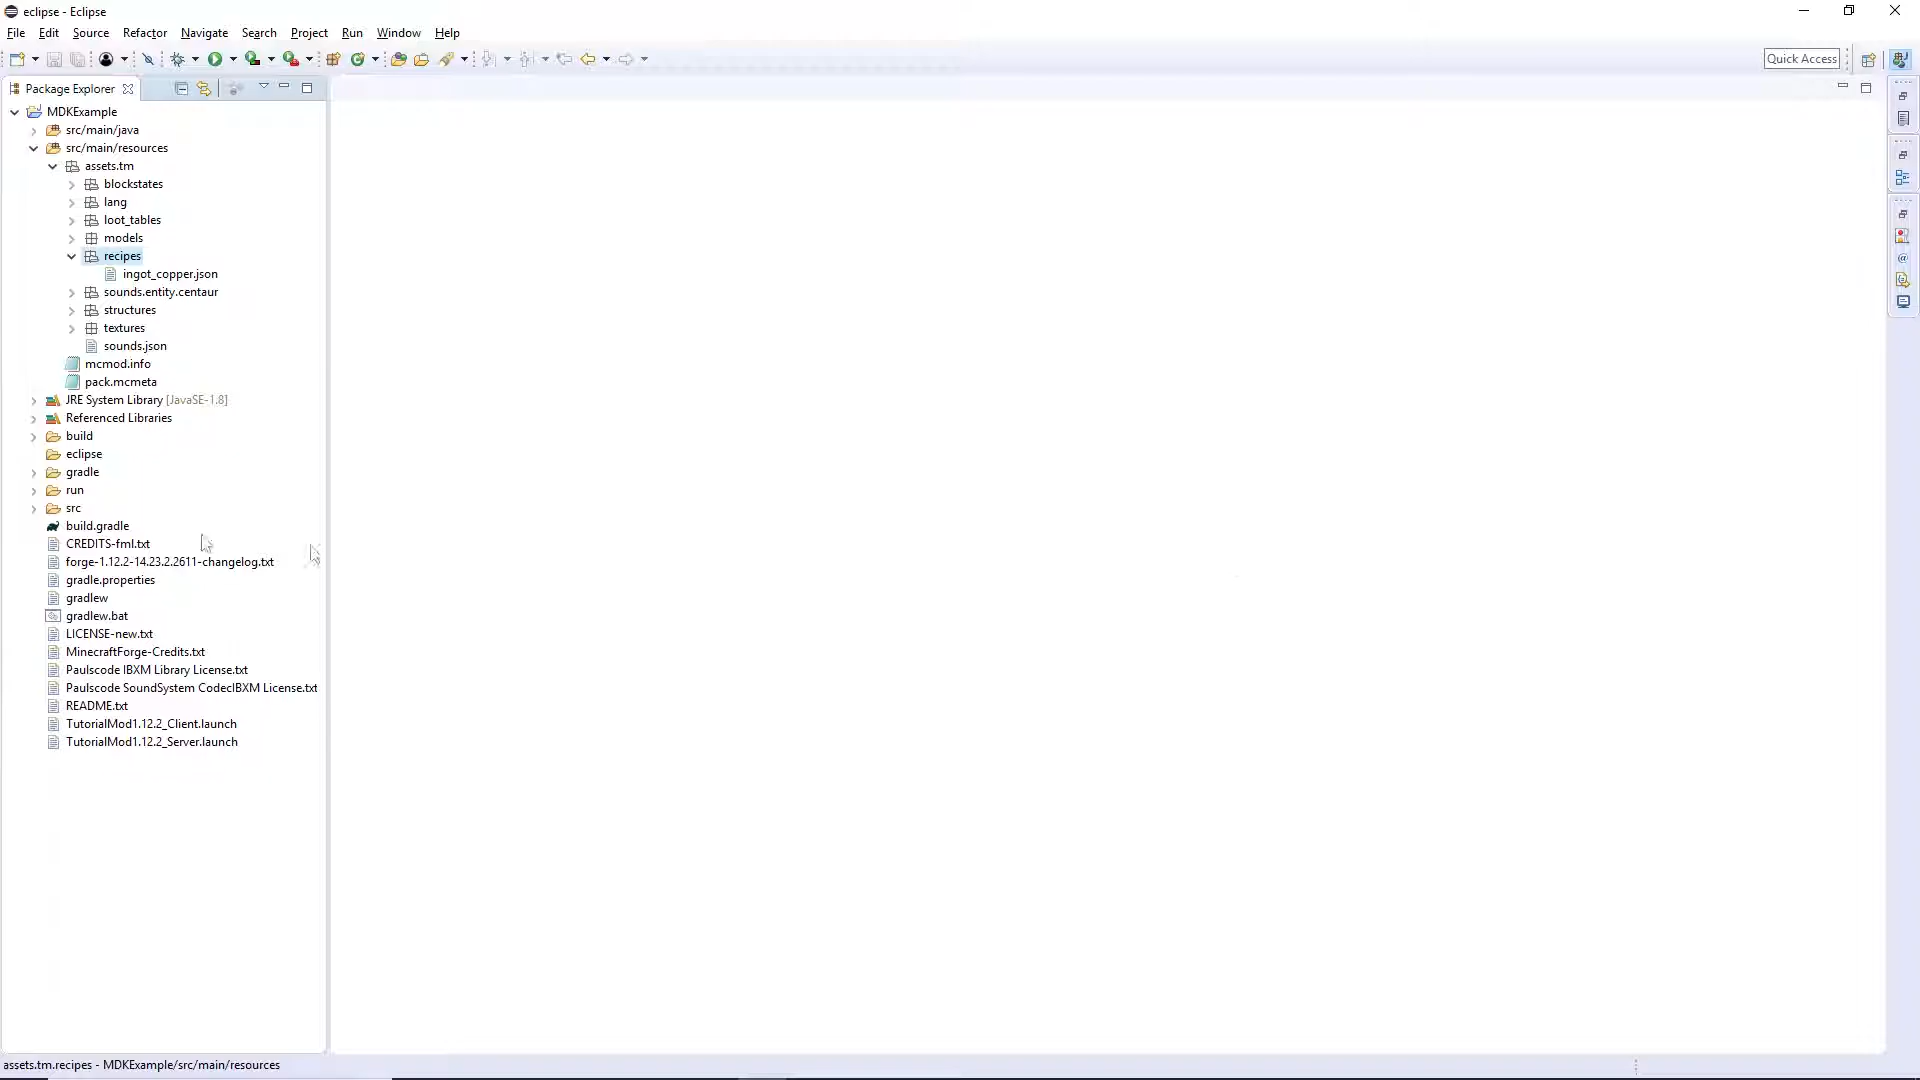 eclipse - Eclipse
File Edit Source Refactor Navigate Search Project Run Window Help
Quick Access
Package Explorer
MDKExample
src/main/java
src/main/resources
assets.tm
blockstates
lang
loot_tables
models
recipes
ingot_copper.json
sounds.entity.centaur
structures
textures
sounds.json
mcmod.info
pack.mcmeta
JRE System Library [JavaSE-1.8]
Referenced Libraries
build
eclipse
gradle
run
src
build.gradle
CREDITS-fml.txt
forge-1.12.2-14.23.2.2611-changelog.txt
gradle.properties
gradlew
gradlew.bat
LICENSE-new.txt
MinecraftForge-Credits.txt
Paulscode IBXM Library License.txt
Paulscode SoundSystem CodecIBXM License.txt
README.txt
TutorialMod1.12.2_Client.launch
TutorialMod1.12.2_Server.launch
assets.tm.recipes - MDKExample/src/main/resources